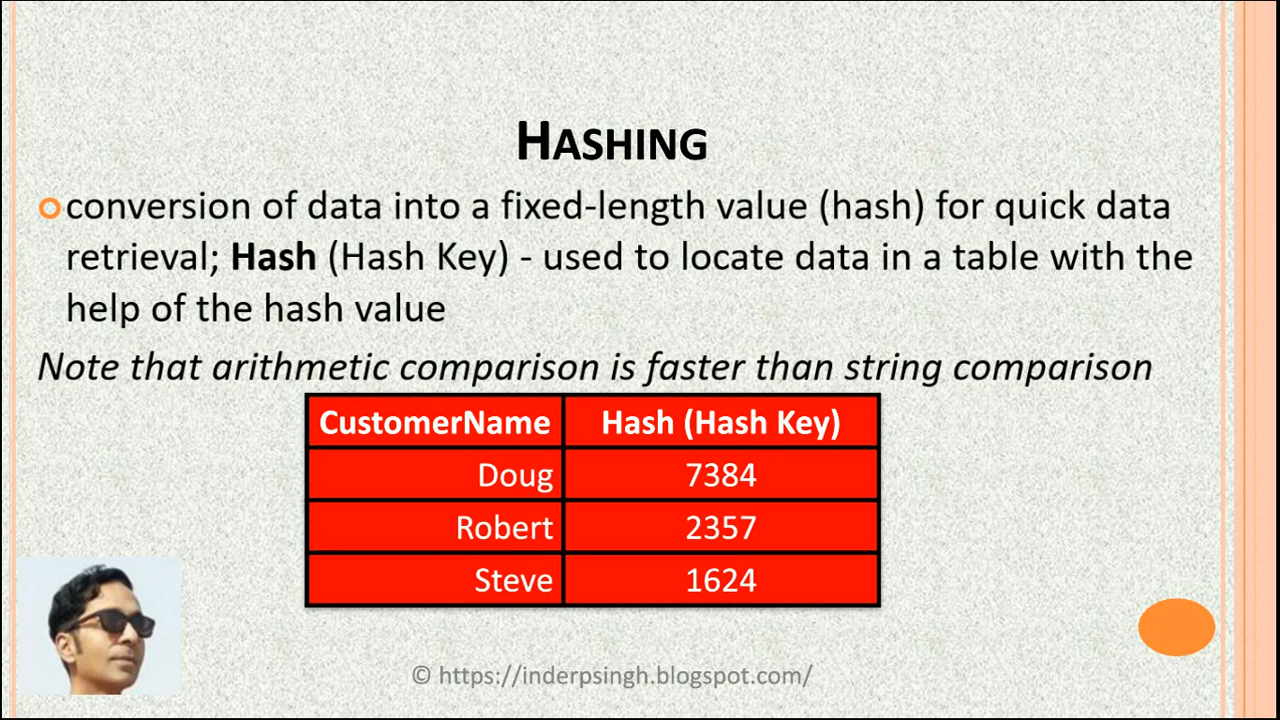 HASHING
conversion of data into a fixed-length value (hash) for quick data
retrieval; Hash (Hash Key) - used to locate data in a table with the
help of the hash value
Note that arithmetic comparison is faster than string comparison
CustomerName Hash (Hash Key)
Doug 7384
Robert 2357
Steve 1624
© https://inderpsingh.blogspot.com/